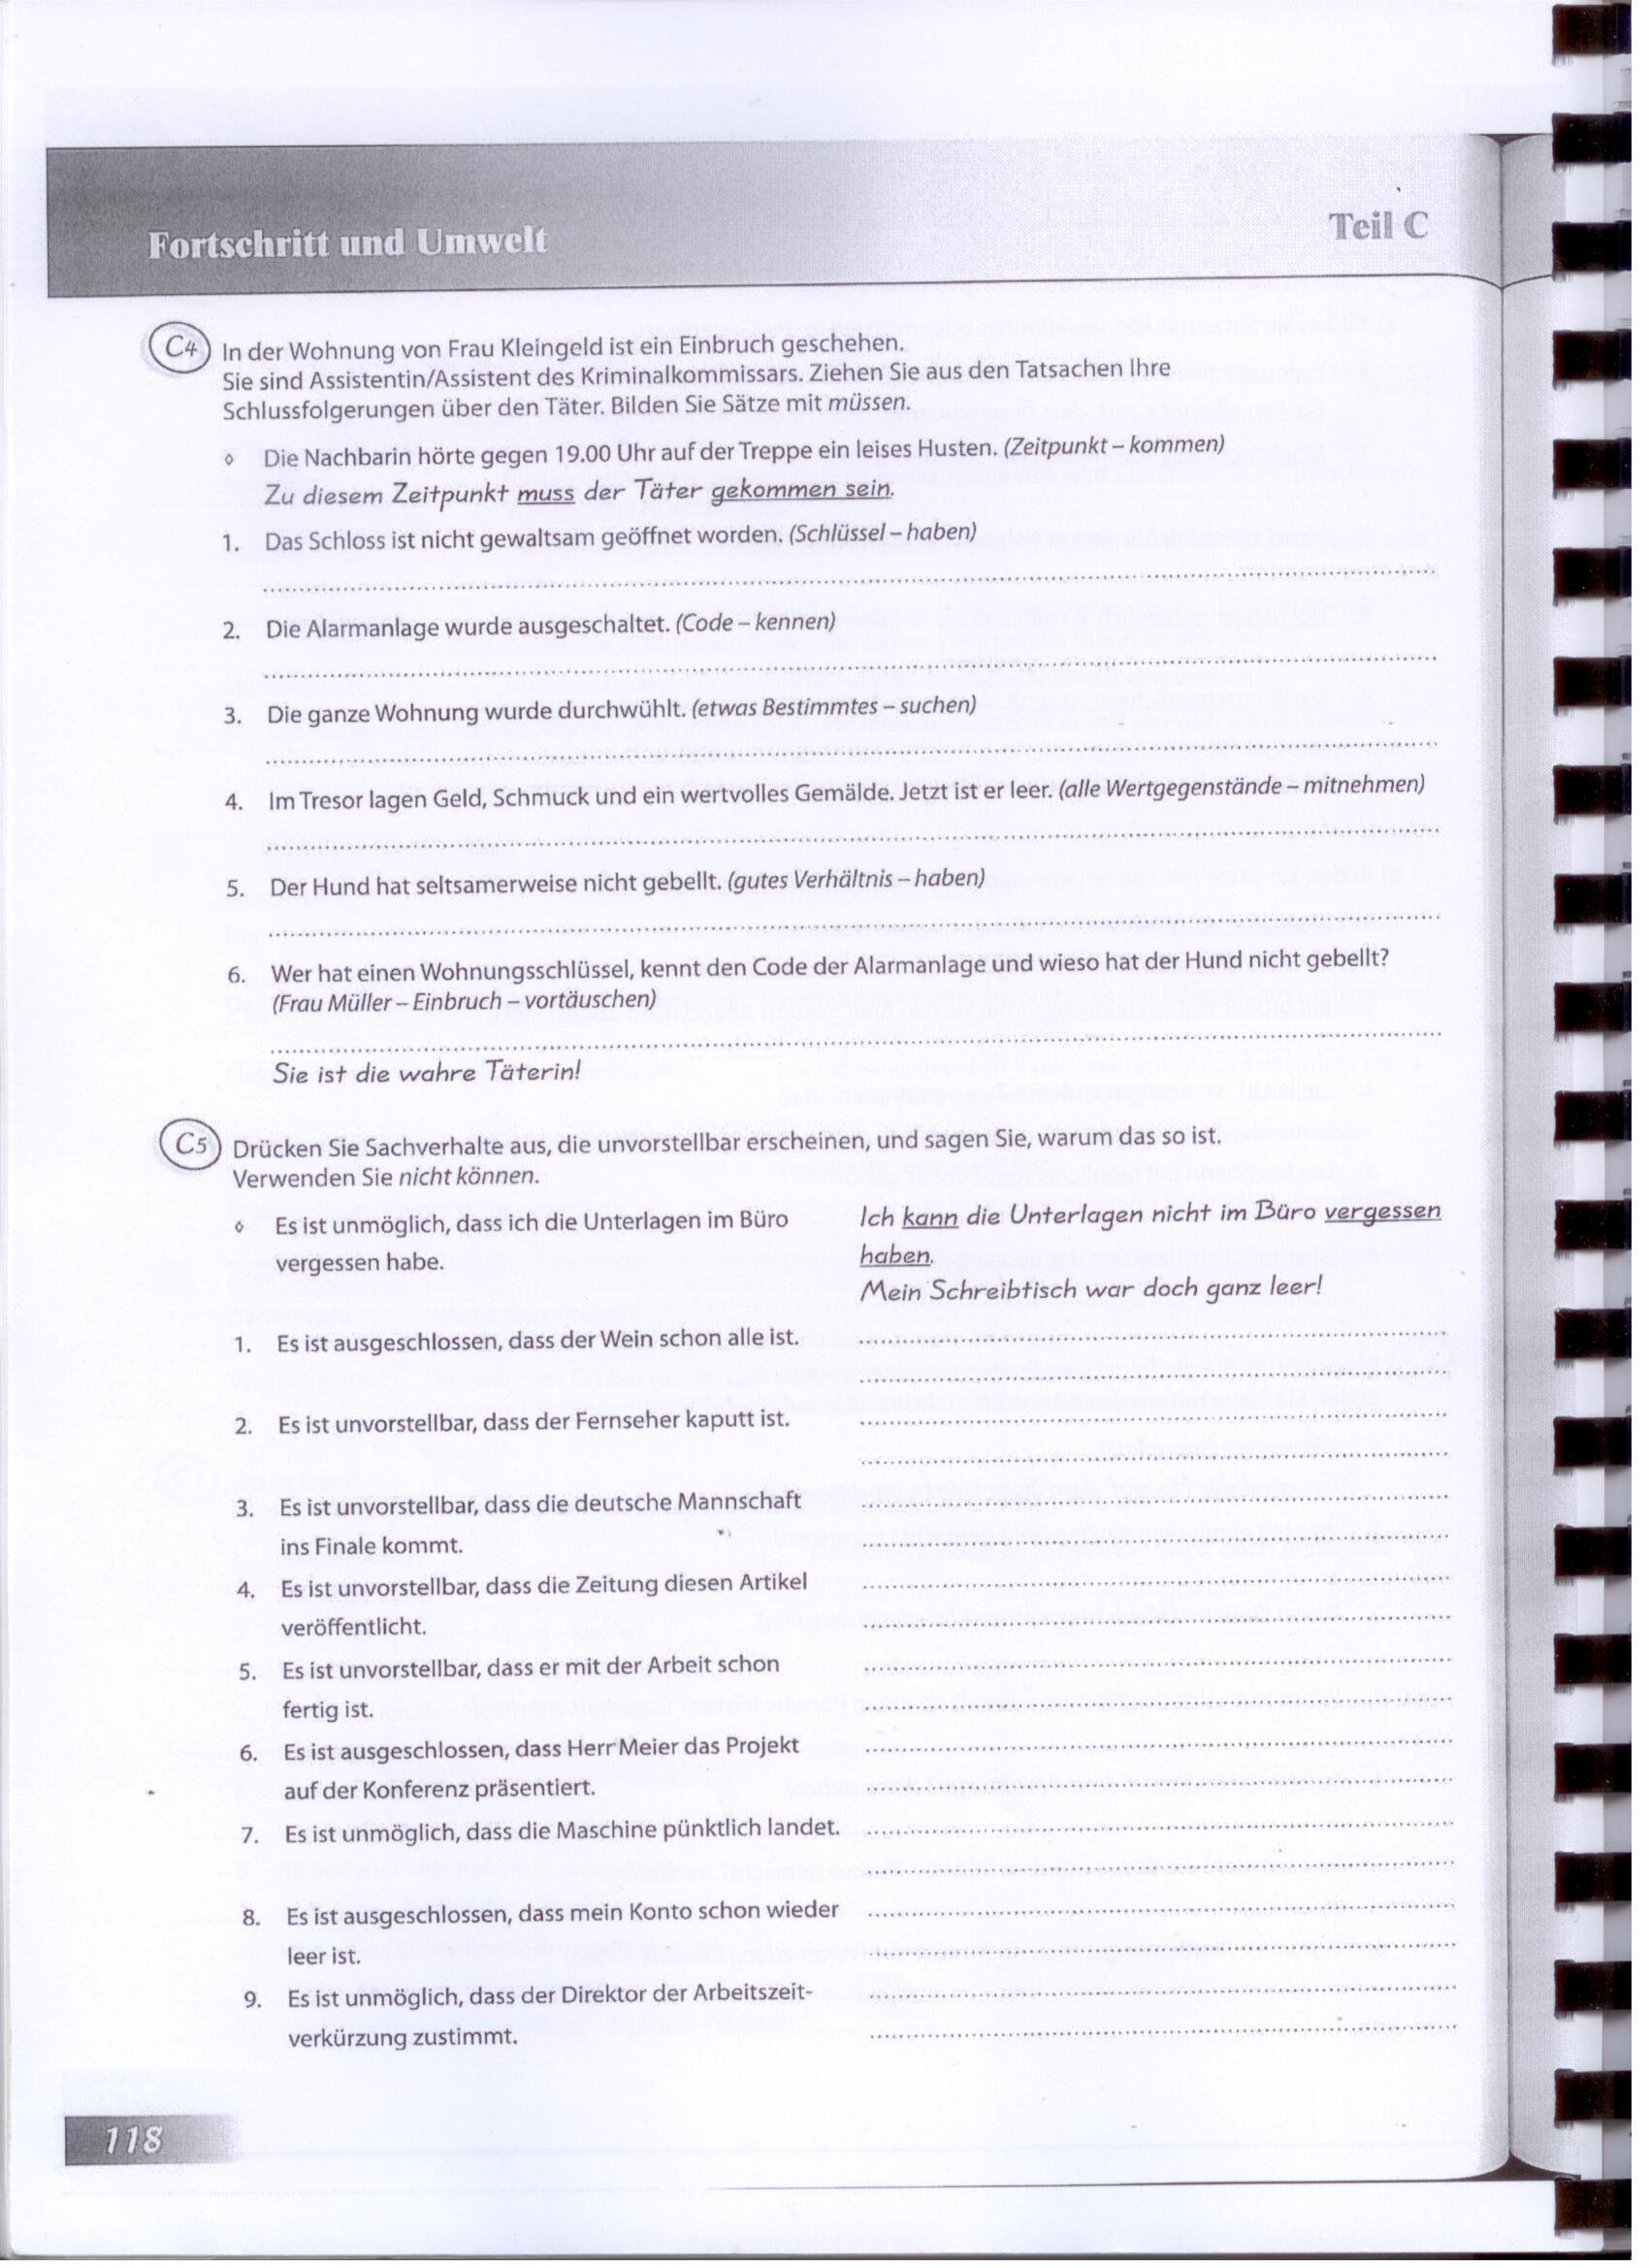 Fortschritt und Umwelt
Teil C
C4 In der Wohnung von Frau Kleingeld ist ein Einbruch geschehen.
Sie sind Assistentin/Assistent des Kriminalkommissars. Ziehen Sie aus den Tatsachen Ihre
Schlussfolgerungen über den Täter. Bilden Sie Sätze mit müssen.
◊ Die Nachbarin hörte gegen 19.00 Uhr auf der Treppe ein leises Husten. (Zeitpunkt – kommen)
Zu diesem Zeitpunkt muss der Täter gekommen sein.
1. Das Schloss ist nicht gewaltsam geöffnet worden. (Schlüssel – haben)
2. Die Alarmanlage wurde ausgeschaltet. (Code – kennen)
3. Die ganze Wohnung wurde durchwühlt. (etwas Bestimmtes – suchen)
4. Im Tresor lagen Geld, Schmuck und ein wertvolles Gemälde. Jetzt ist er leer. (alle Wertgegenstände – mitnehmen)
5. Der Hund hat seltsamerweise nicht gebellt. (gutes Verhältnis – haben)
6. Wer hat einen Wohnungsschlüssel, kennt den Code der Alarmanlage und wieso hat der Hund nicht gebellt?
(Frau Müller – Einbruch – vortäuschen)
Sie ist die wahre Täterin!
C5 Drücken Sie Sachverhalte aus, die unvorstellbar erscheinen, und sagen Sie, warum das so ist.
Verwenden Sie nicht können.
◊ Es ist unmöglich, dass ich die Unterlagen im Büro
vergessen habe.
Ich kann die Unterlagen nicht im Büro vergessen
haben.
Mein Schreibtisch war doch ganz leer!
1. Es ist ausgeschlossen, dass der Wein schon alle ist.
2. Es ist unvorstellbar, dass der Fernseher kaputt ist.
3. Es ist unvorstellbar, dass die deutsche Mannschaft
ins Finale kommt.
4. Es ist unvorstellbar, dass die Zeitung diesen Artikel
veröffentlicht.
5. Es ist unvorstellbar, dass er mit der Arbeit schon
fertig ist.
6. Es ist ausgeschlossen, dass Herr Meier das Projekt
auf der Konferenz präsentiert.
7. Es ist unmöglich, dass die Maschine pünktlich landet.
8. Es ist ausgeschlossen, dass mein Konto schon wieder
leer ist.
9. Es ist unmöglich, dass der Direktor der Arbeitszeit-
verkürzung zustimmt.
118